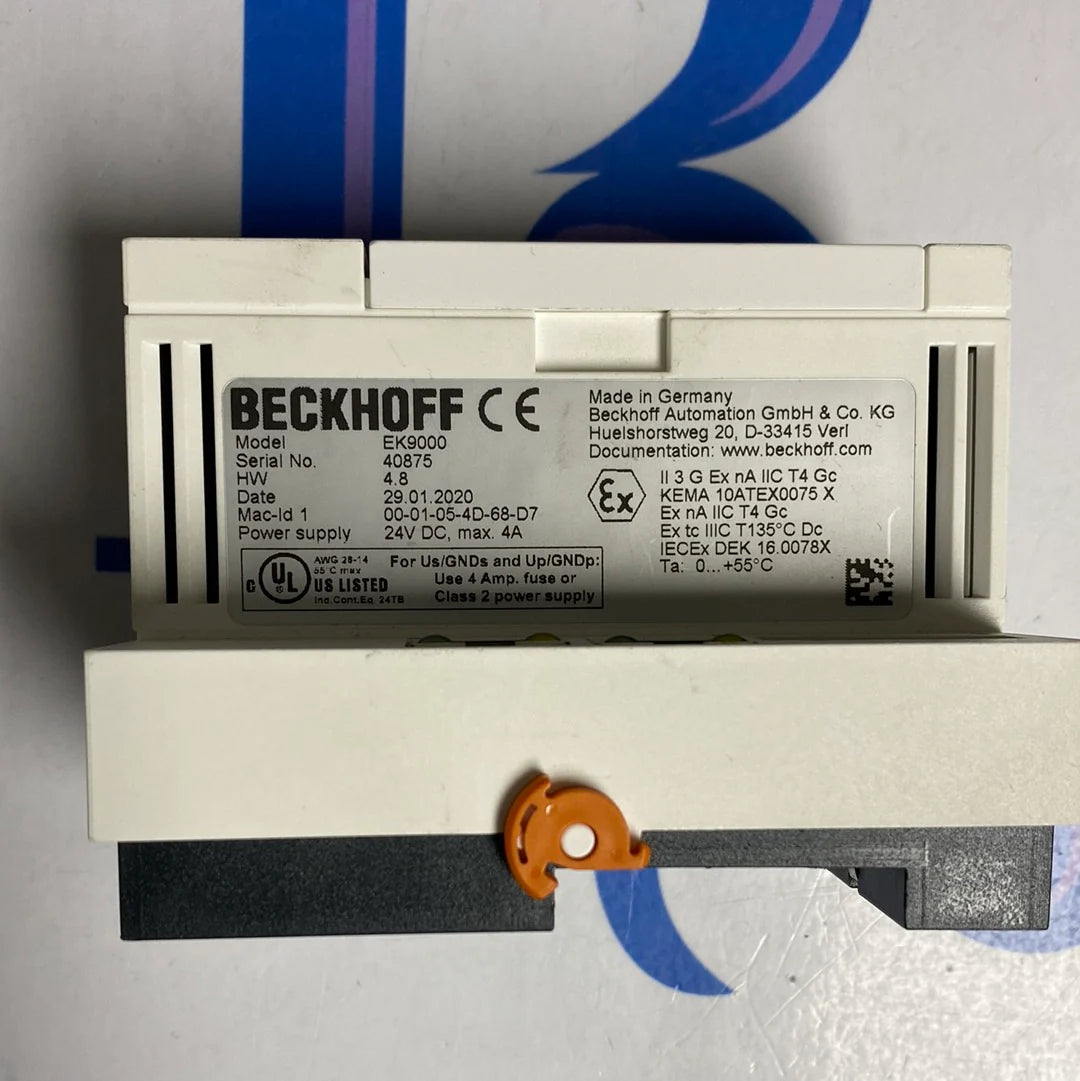 BECKHOFF CE
Model EK9000
Serial No. 40875
HW 4.8
Date 29.01.2020
Mac-Id 1 00-01-05-4D-68-D7
Power supply 24V DC, max. 4A
C UL
AWG 28-14
55°C max
US LISTED
Ind.Cont.Eq. 24TB
For Us/GNDs and Up/GNDp:
Use 4 Amp. fuse or
Class 2 power supply
Made in Germany
Beckhoff Automation GmbH & Co. KG
Huelshorstweg 20, D-33415 Verl
Documentation: www.beckhoff.com
Ex
II 3 G Ex nA IIC T4 Gc
KEMA 10ATEX0075 X
Ex nA IIC T4 Gc
Ex tc IIIC T135°C Dc
IECEx DEK 16.0078X
Ta: 0...+55°C